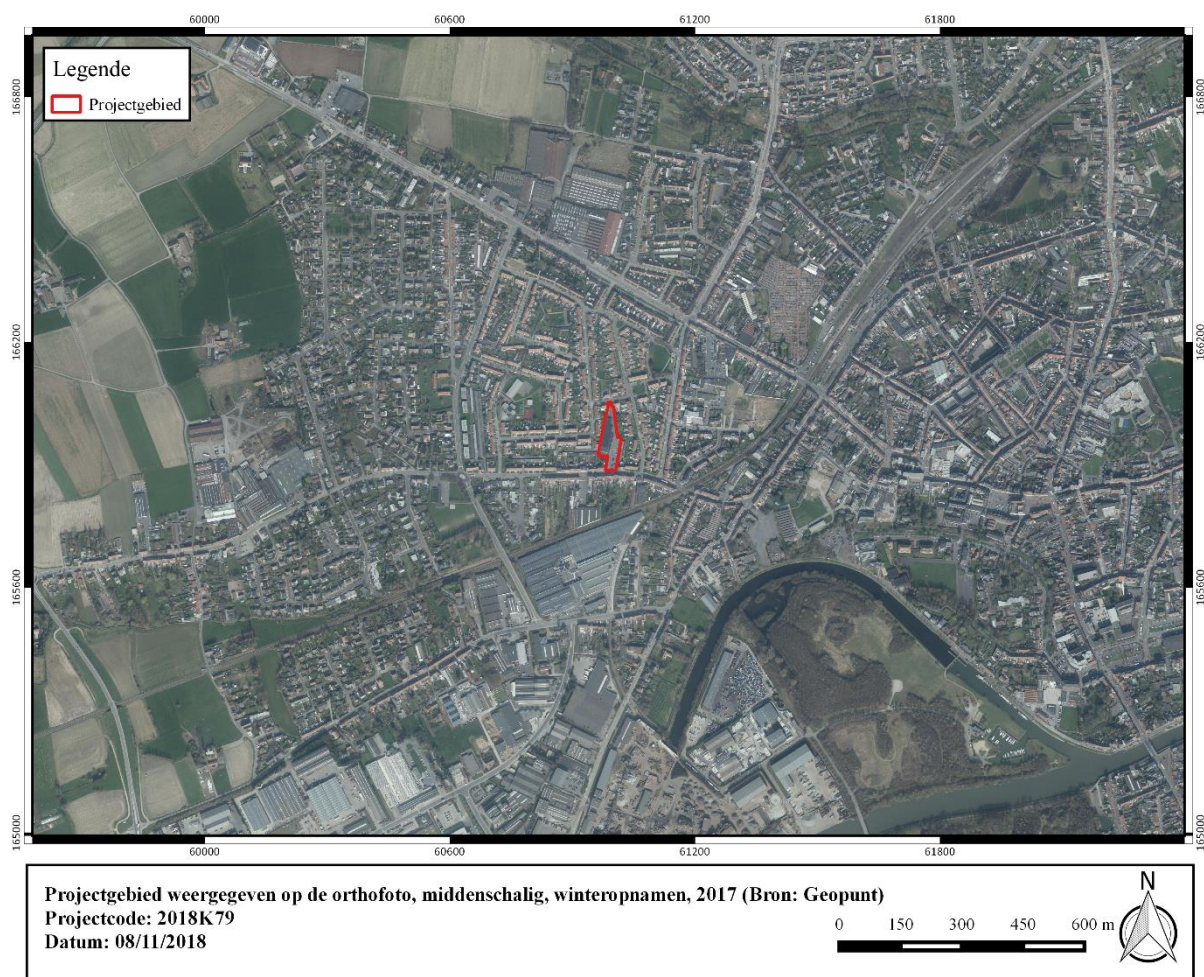 60000 60600 61200 61800
Legende
Projectgebied
166800 166800
166200 166200
165600 165600
165000 165000
60000 60600 61200 61800
Projectgebied weergegeven op de orthofoto, middenschalig, winteropnamen, 2017 (Bron: Geopunt)
Projectcode: 2018K79
Datum: 08/11/2018
N
0 150 300 450 600 m